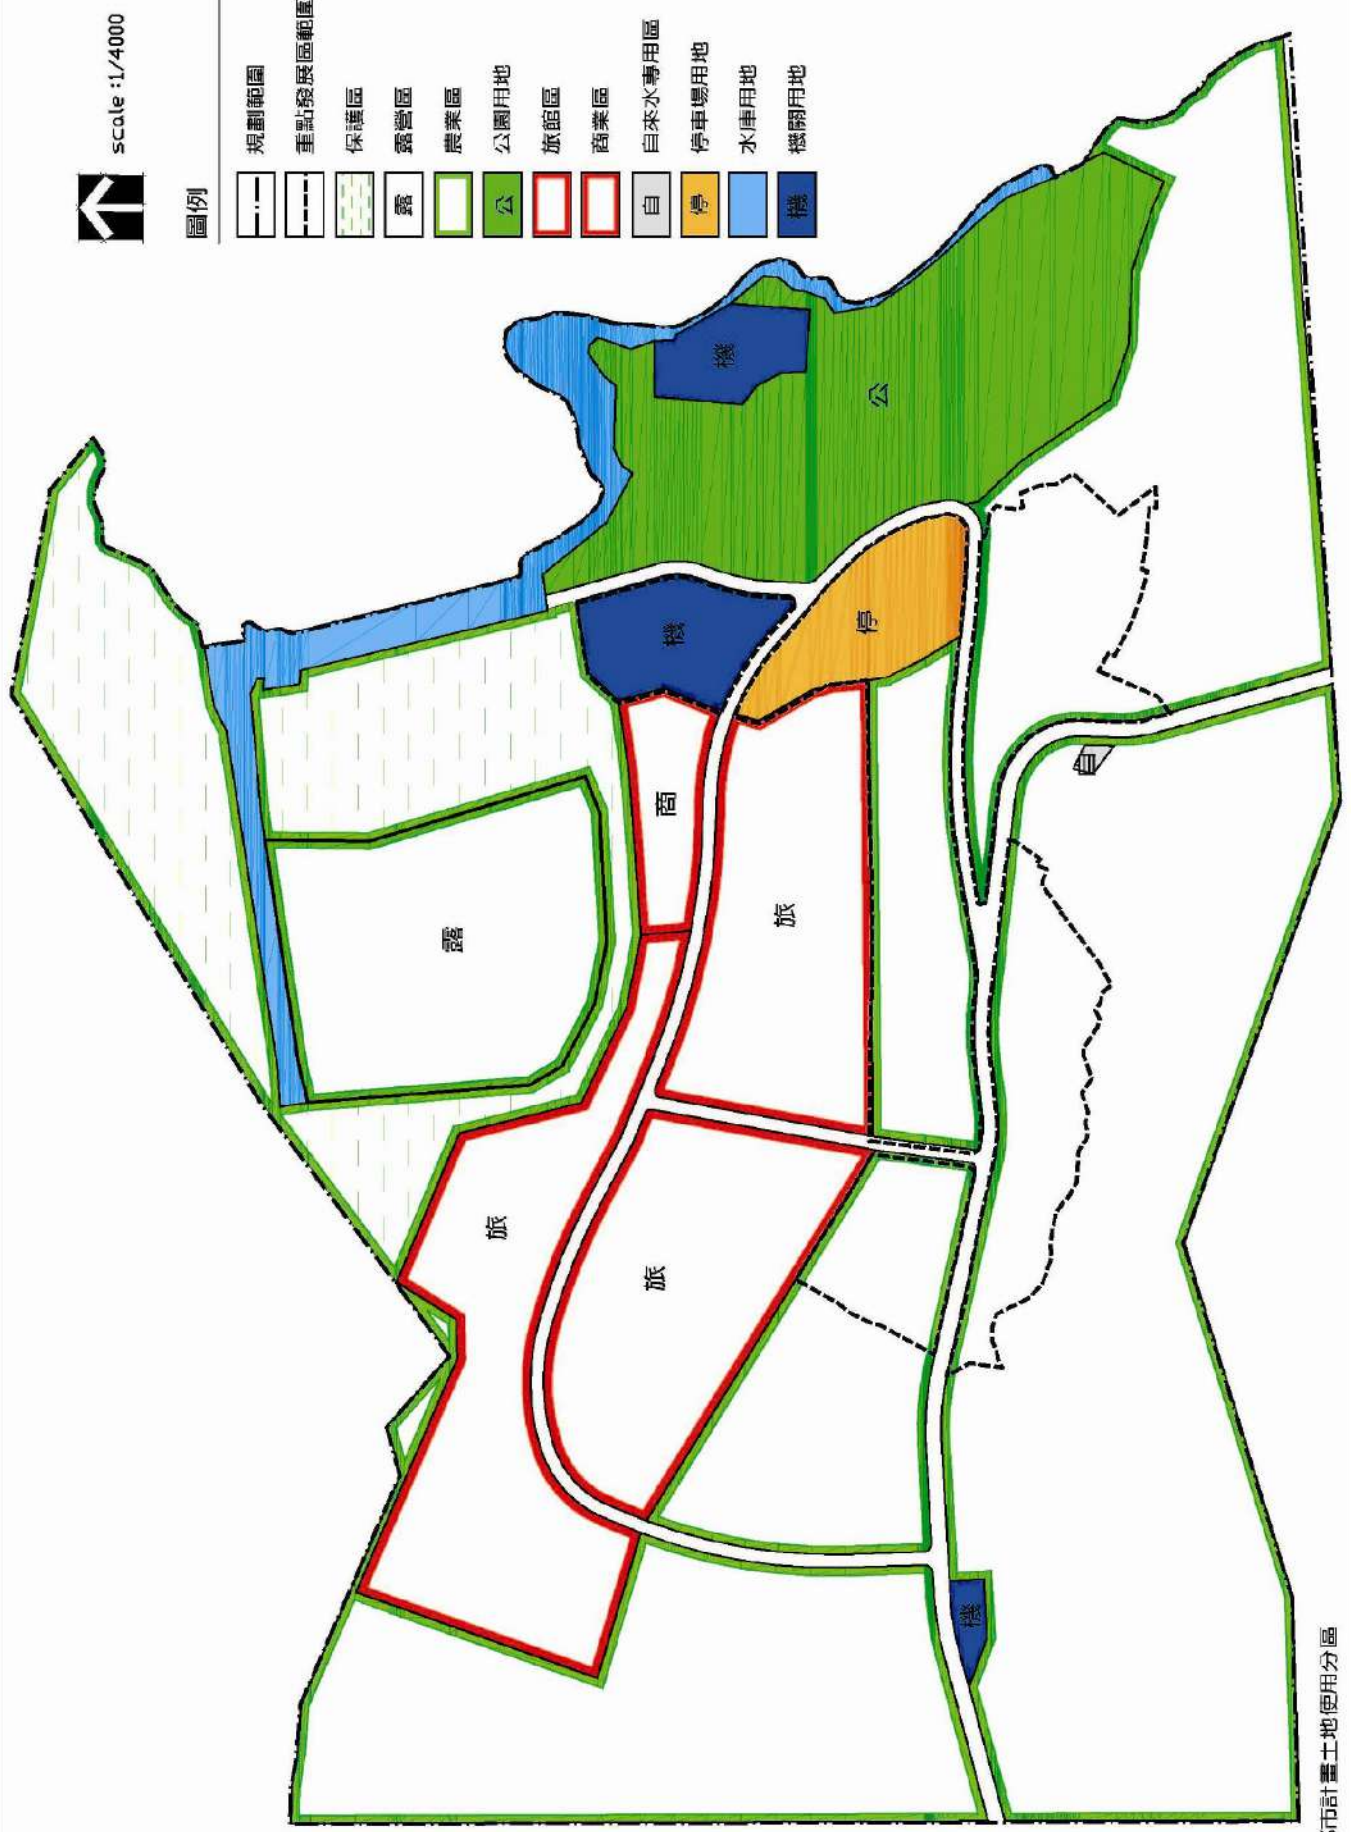 scale :1/4000
圖例
規劃範圍
重點發展區範圍
保護區
露
露營區
農業區
公
公園用地
旅館區
商業區
自
自來水專用區
停
停車場用地
水庫用地
機
機關用地
露
商
機
機
公
停
旅
旅
旅
自
機
市計畫土地使用分區